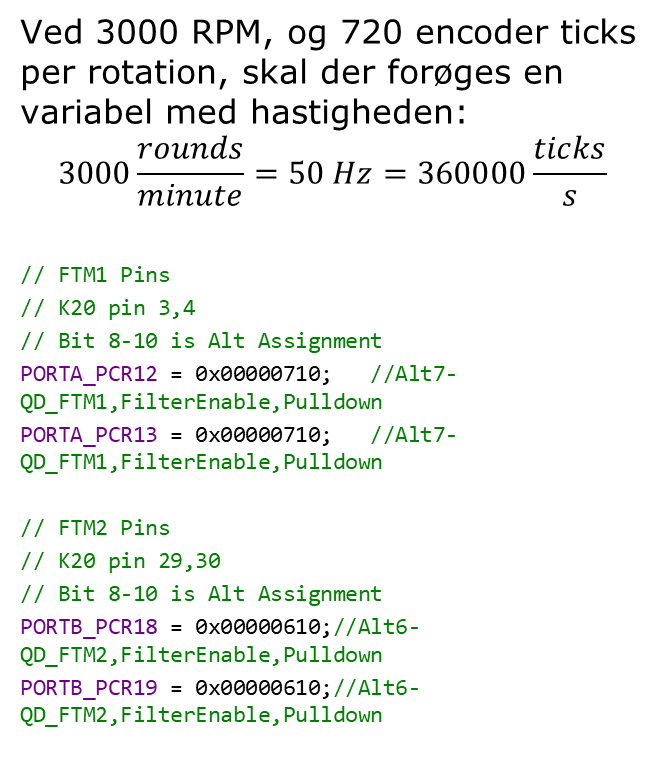 Ved 3000 RPM, og 720 encoder ticks
per rotation, skal der forøges en
variabel med hastigheden:
3000 rounds/minute = 50 Hz = 360000 ticks/s
// FTM1 Pins
// K20 pin 3,4
// Bit 8-10 is Alt Assignment
PORTA_PCR12 = 0x00000710;   //Alt7-
QD_FTM1,FilterEnable,Pulldown
PORTA_PCR13 = 0x00000710;   //Alt7-
QD_FTM1,FilterEnable,Pulldown
// FTM2 Pins
// K20 pin 29,30
// Bit 8-10 is Alt Assignment
PORTB_PCR18 = 0x00000610;//Alt6-
QD_FTM2,FilterEnable,Pulldown
PORTB_PCR19 = 0x00000610;//Alt6-
QD_FTM2,FilterEnable,Pulldown